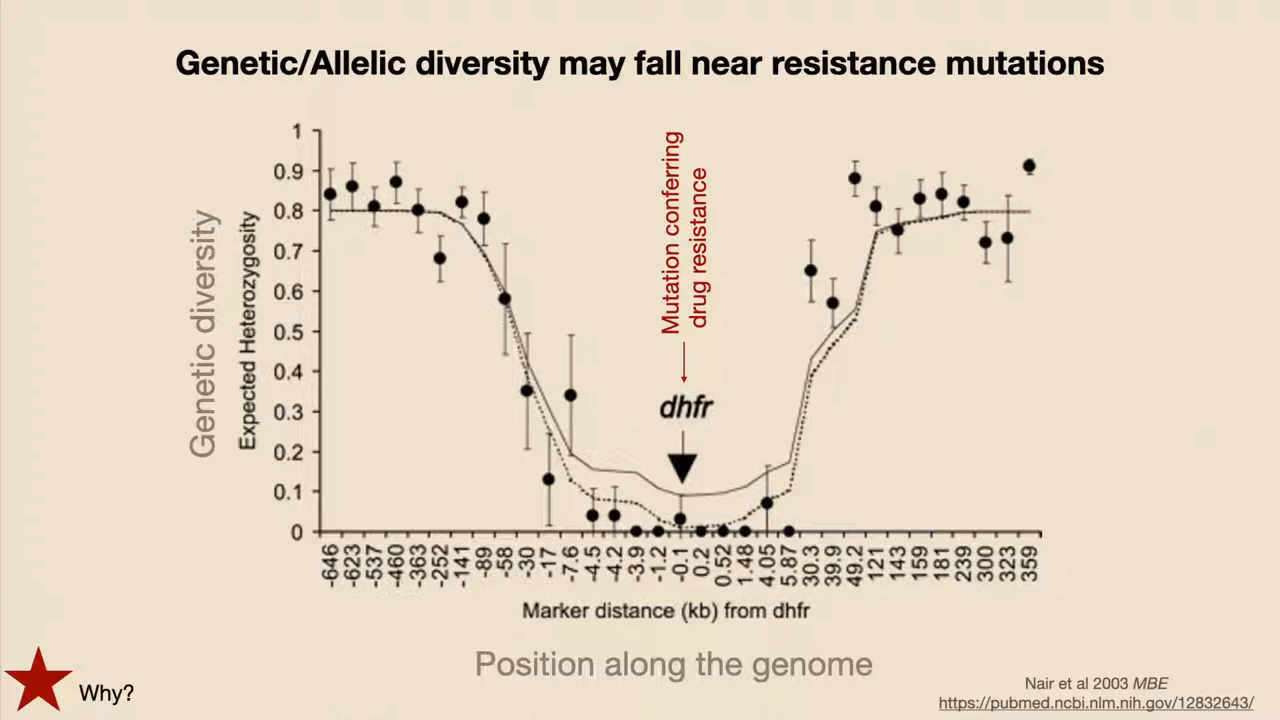 Genetic/Allelic diversity may fall near resistance mutations
Genetic diversity
Expected Heterozygosity
1
0.9
0.8
0.7
0.6
0.5
0.4
0.3
0.2
0.1
0
Mutation conferring
drug resistance
dhfr
-646 -623 -537 -460 -363 -252 -141 -89 -58 -30 -17 -7.6 -4.5 -4.2 -3.9 -1.2 -0.1 0.2 0.52 1.48 4.05 5.87 30.3 39.9 49.2 121 143 159 181 239 300 323 359
Marker distance (kb) from dhfr
Position along the genome
Why?
Nair et al 2003 MBE
https://pubmed.ncbi.nlm.nih.gov/12832643/